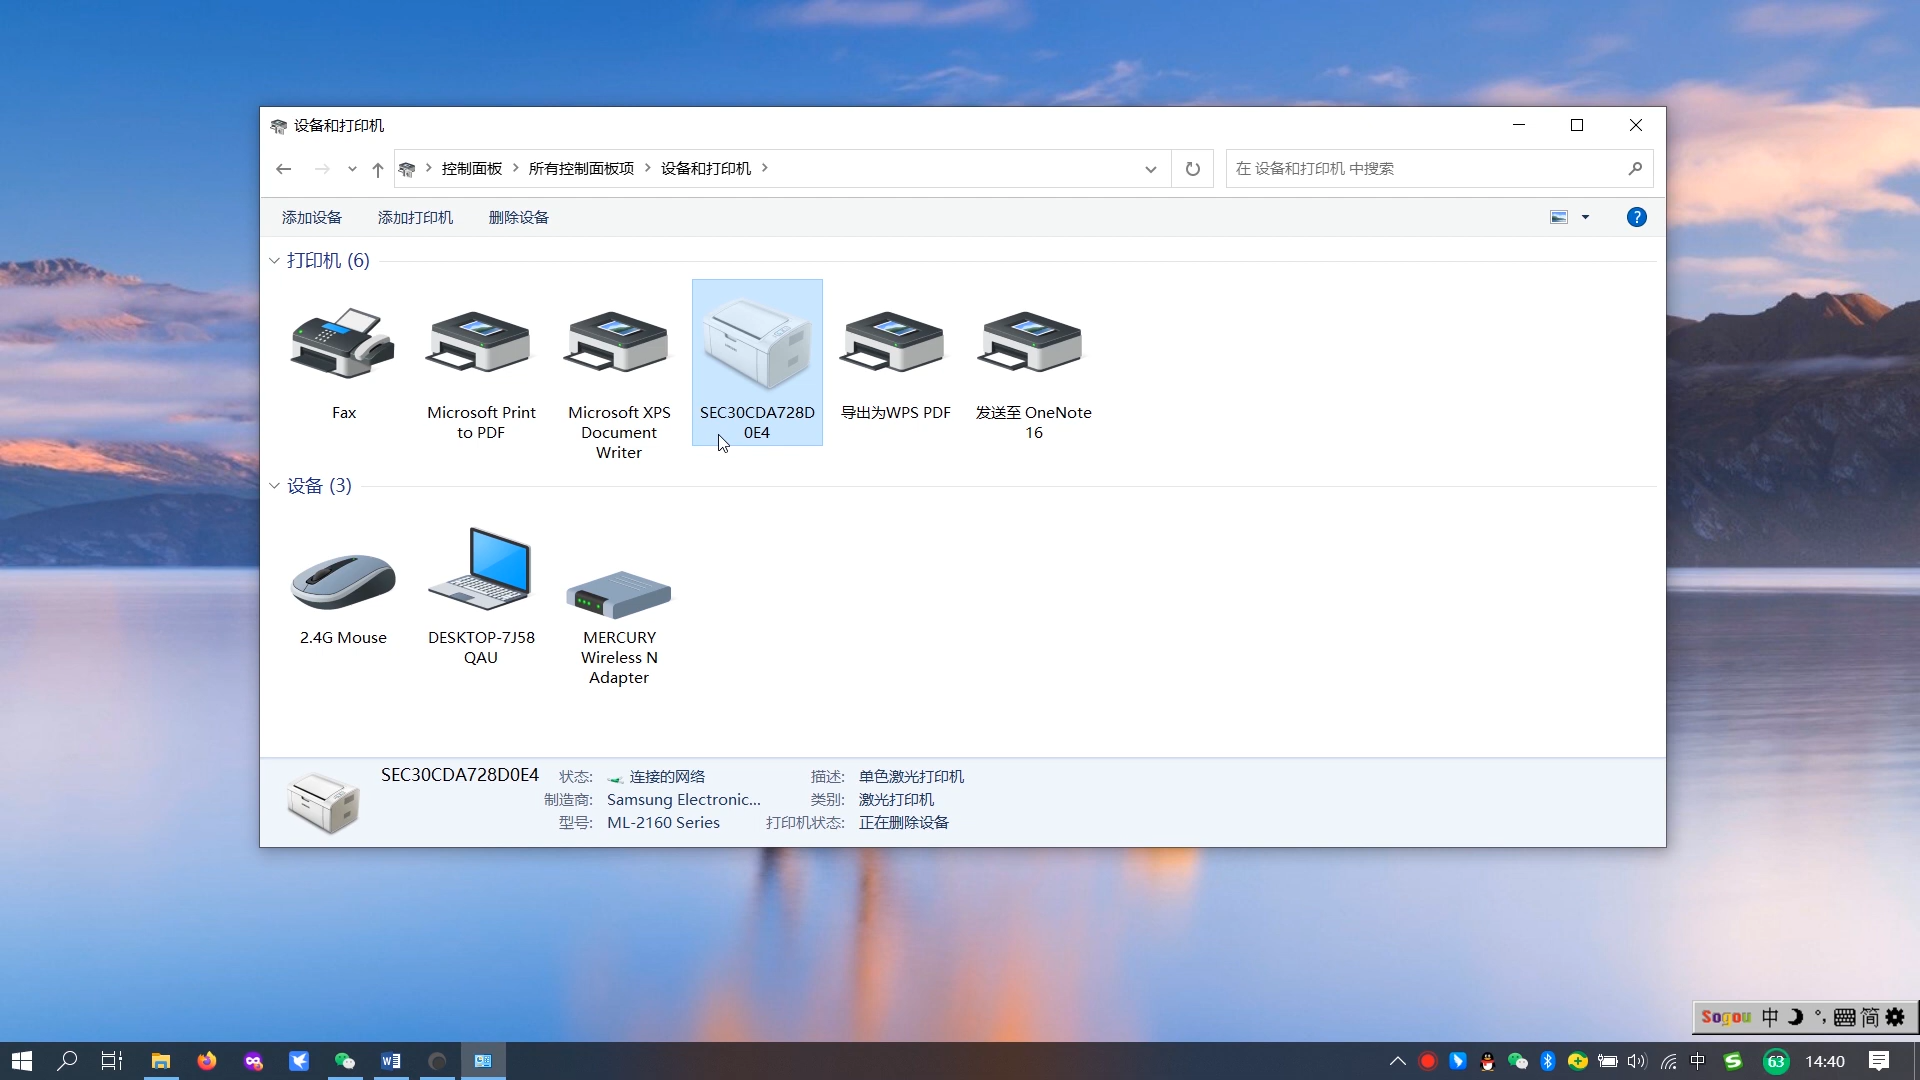 设备和打印机
控制面板 所有控制面板项 设备和打印机
在 设备和打印机 中搜索
添加设备 添加打印机 删除设备
?
打印机 (6)
Fax
Microsoft Print
to PDF
Microsoft XPS
Document
Writer
SEC30CDA728D
0E4
导出为WPS PDF
发送至 OneNote
16
设备 (3)
2.4G Mouse
DESKTOP-7J58
QAU
MERCURY
Wireless N
Adapter
SEC30CDA728D0E4
状态: 连接的网络
描述: 单色激光打印机
制造商: Samsung Electronic...
类别: 激光打印机
型号: ML-2160 Series
打印机状态: 正在删除设备
Sogou 中 简
中 63 14:40